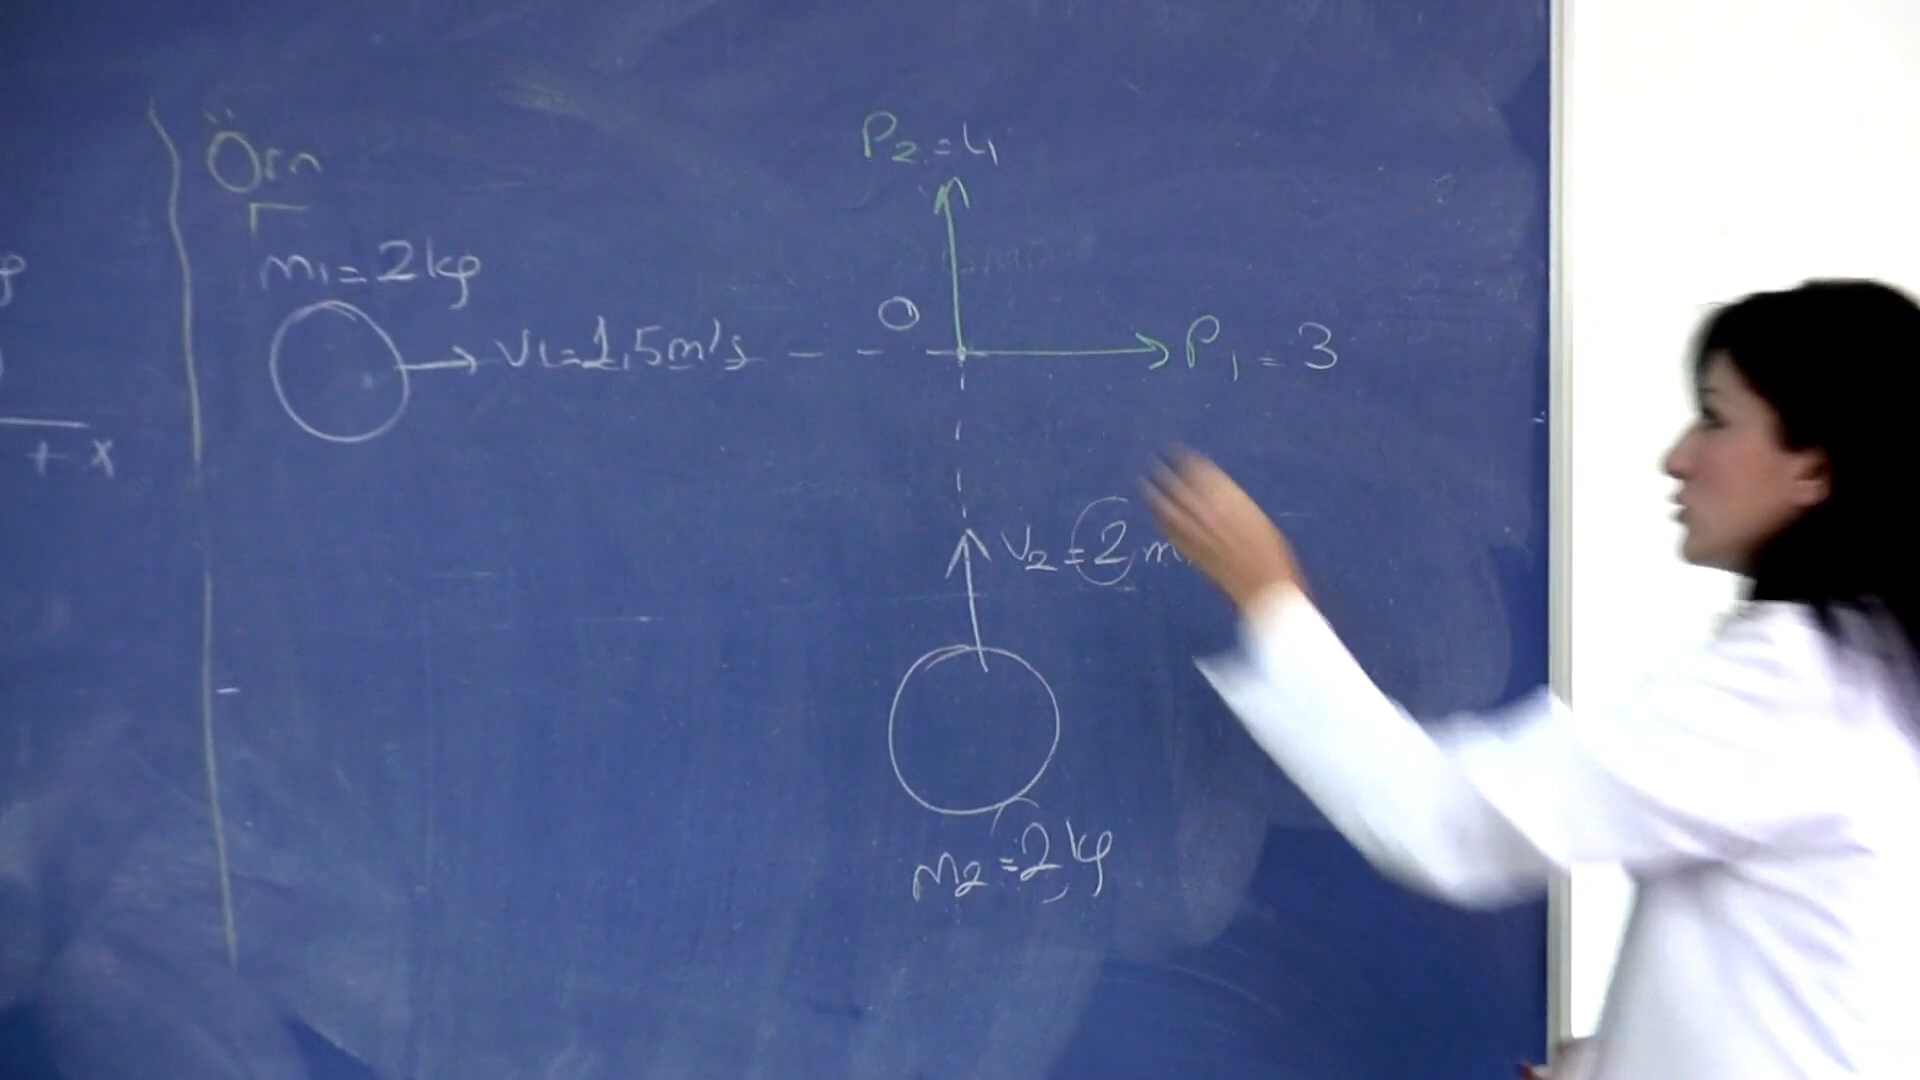 Örn
m1=2kg
V1=1,5m/s
P2=4
O
P1=3
V2=2 m
m2=2kg
+x